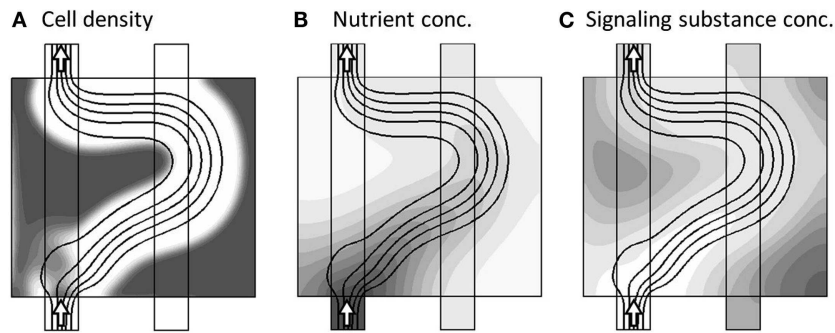 A Cell density
B Nutrient conc.
C Signaling substance conc.